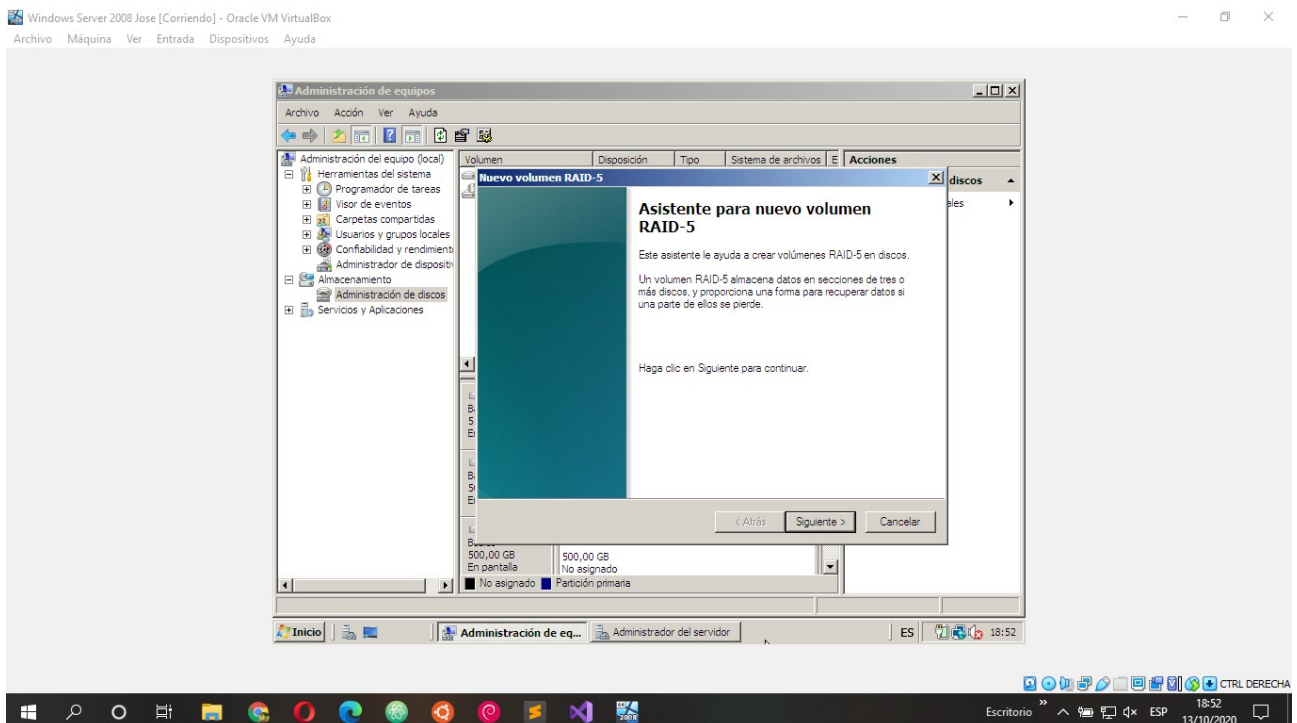 Windows Server 2008 Jose [Corriendo] - Oracle VM VirtualBox
Archivo Máquina Ver Entrada Dispositivos Ayuda
Administración de equipos
Archivo Acción Ver Ayuda
Administración del equipo (local)
Herramientas del sistema
Programador de tareas
Visor de eventos
Carpetas compartidas
Usuarios y grupos locales
Confiabilidad y rendimient
Administrador de dispositiv
Almacenamiento
Administración de discos
Servicios y Aplicaciones
Volumen Disposición Tipo Sistema de archivos E Acciones
discos
ales
Nuevo volumen RAID-5
Asistente para nuevo volumen
RAID-5
Este asistente le ayuda a crear volúmenes RAID-5 en discos.
Un volumen RAID-5 almacena datos en secciones de tres o
más discos, y proporciona una forma para recuperar datos si
una parte de ellos se pierde.
Haga clic en Siguiente para continuar.
< Atrás Siguiente > Cancelar
500,00 GB
En pantalla
500,00 GB
No asignado
No asignado Partición primaria
Inicio Administración de eq... Administrador del servidor ES 18:52
2008
CTRL DERECHA
Escritorio » ESP 18:52
13/10/2020